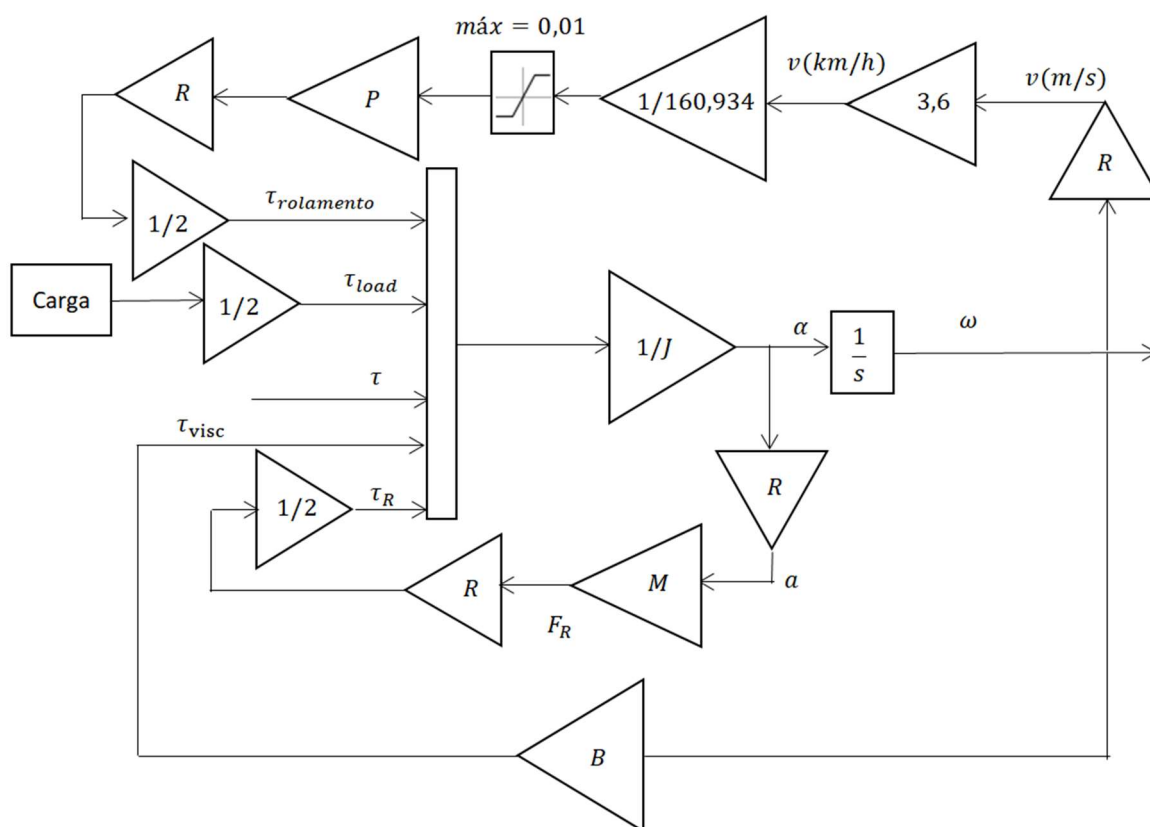 máx = 0,01
v(km/h)
v(m/s)
R
P
1/160,934
3,6
R
1/2
τ_rolamento
Carga
1/2
τ_load
1/J
α
1/s
ω
τ
τ_visc
1/2
τ_R
R
R
M
a
F_R
B